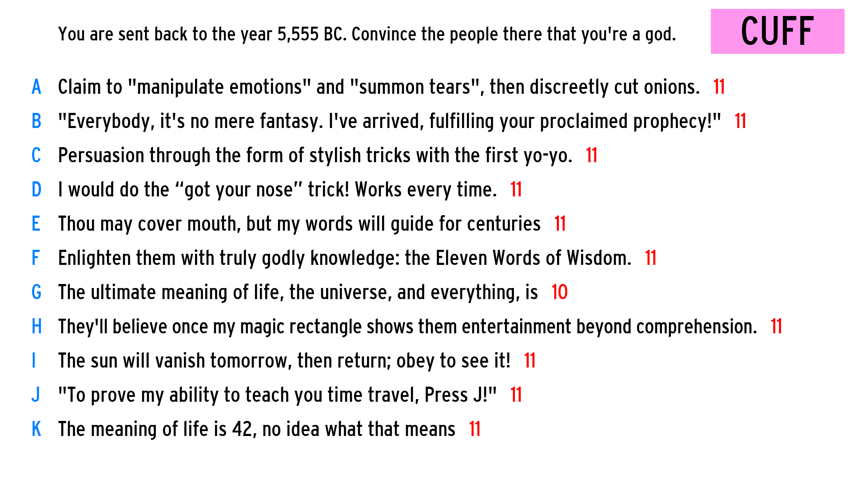 You are sent back to the year 5,555 BC. Convince the people there that you're a god.
CUFF
A Claim to "manipulate emotions" and "summon tears", then discreetly cut onions. 11
B "Everybody, it's no mere fantasy. I've arrived, fulfilling your proclaimed prophecy!" 11
C Persuasion through the form of stylish tricks with the first yo-yo. 11
D I would do the “got your nose” trick! Works every time. 11
E Thou may cover mouth, but my words will guide for centuries 11
F Enlighten them with truly godly knowledge: the Eleven Words of Wisdom. 11
G The ultimate meaning of life, the universe, and everything, is 10
H They'll believe once my magic rectangle shows them entertainment beyond comprehension. 11
I The sun will vanish tomorrow, then return; obey to see it! 11
J "To prove my ability to teach you time travel, Press J!" 11
K The meaning of life is 42, no idea what that means 11